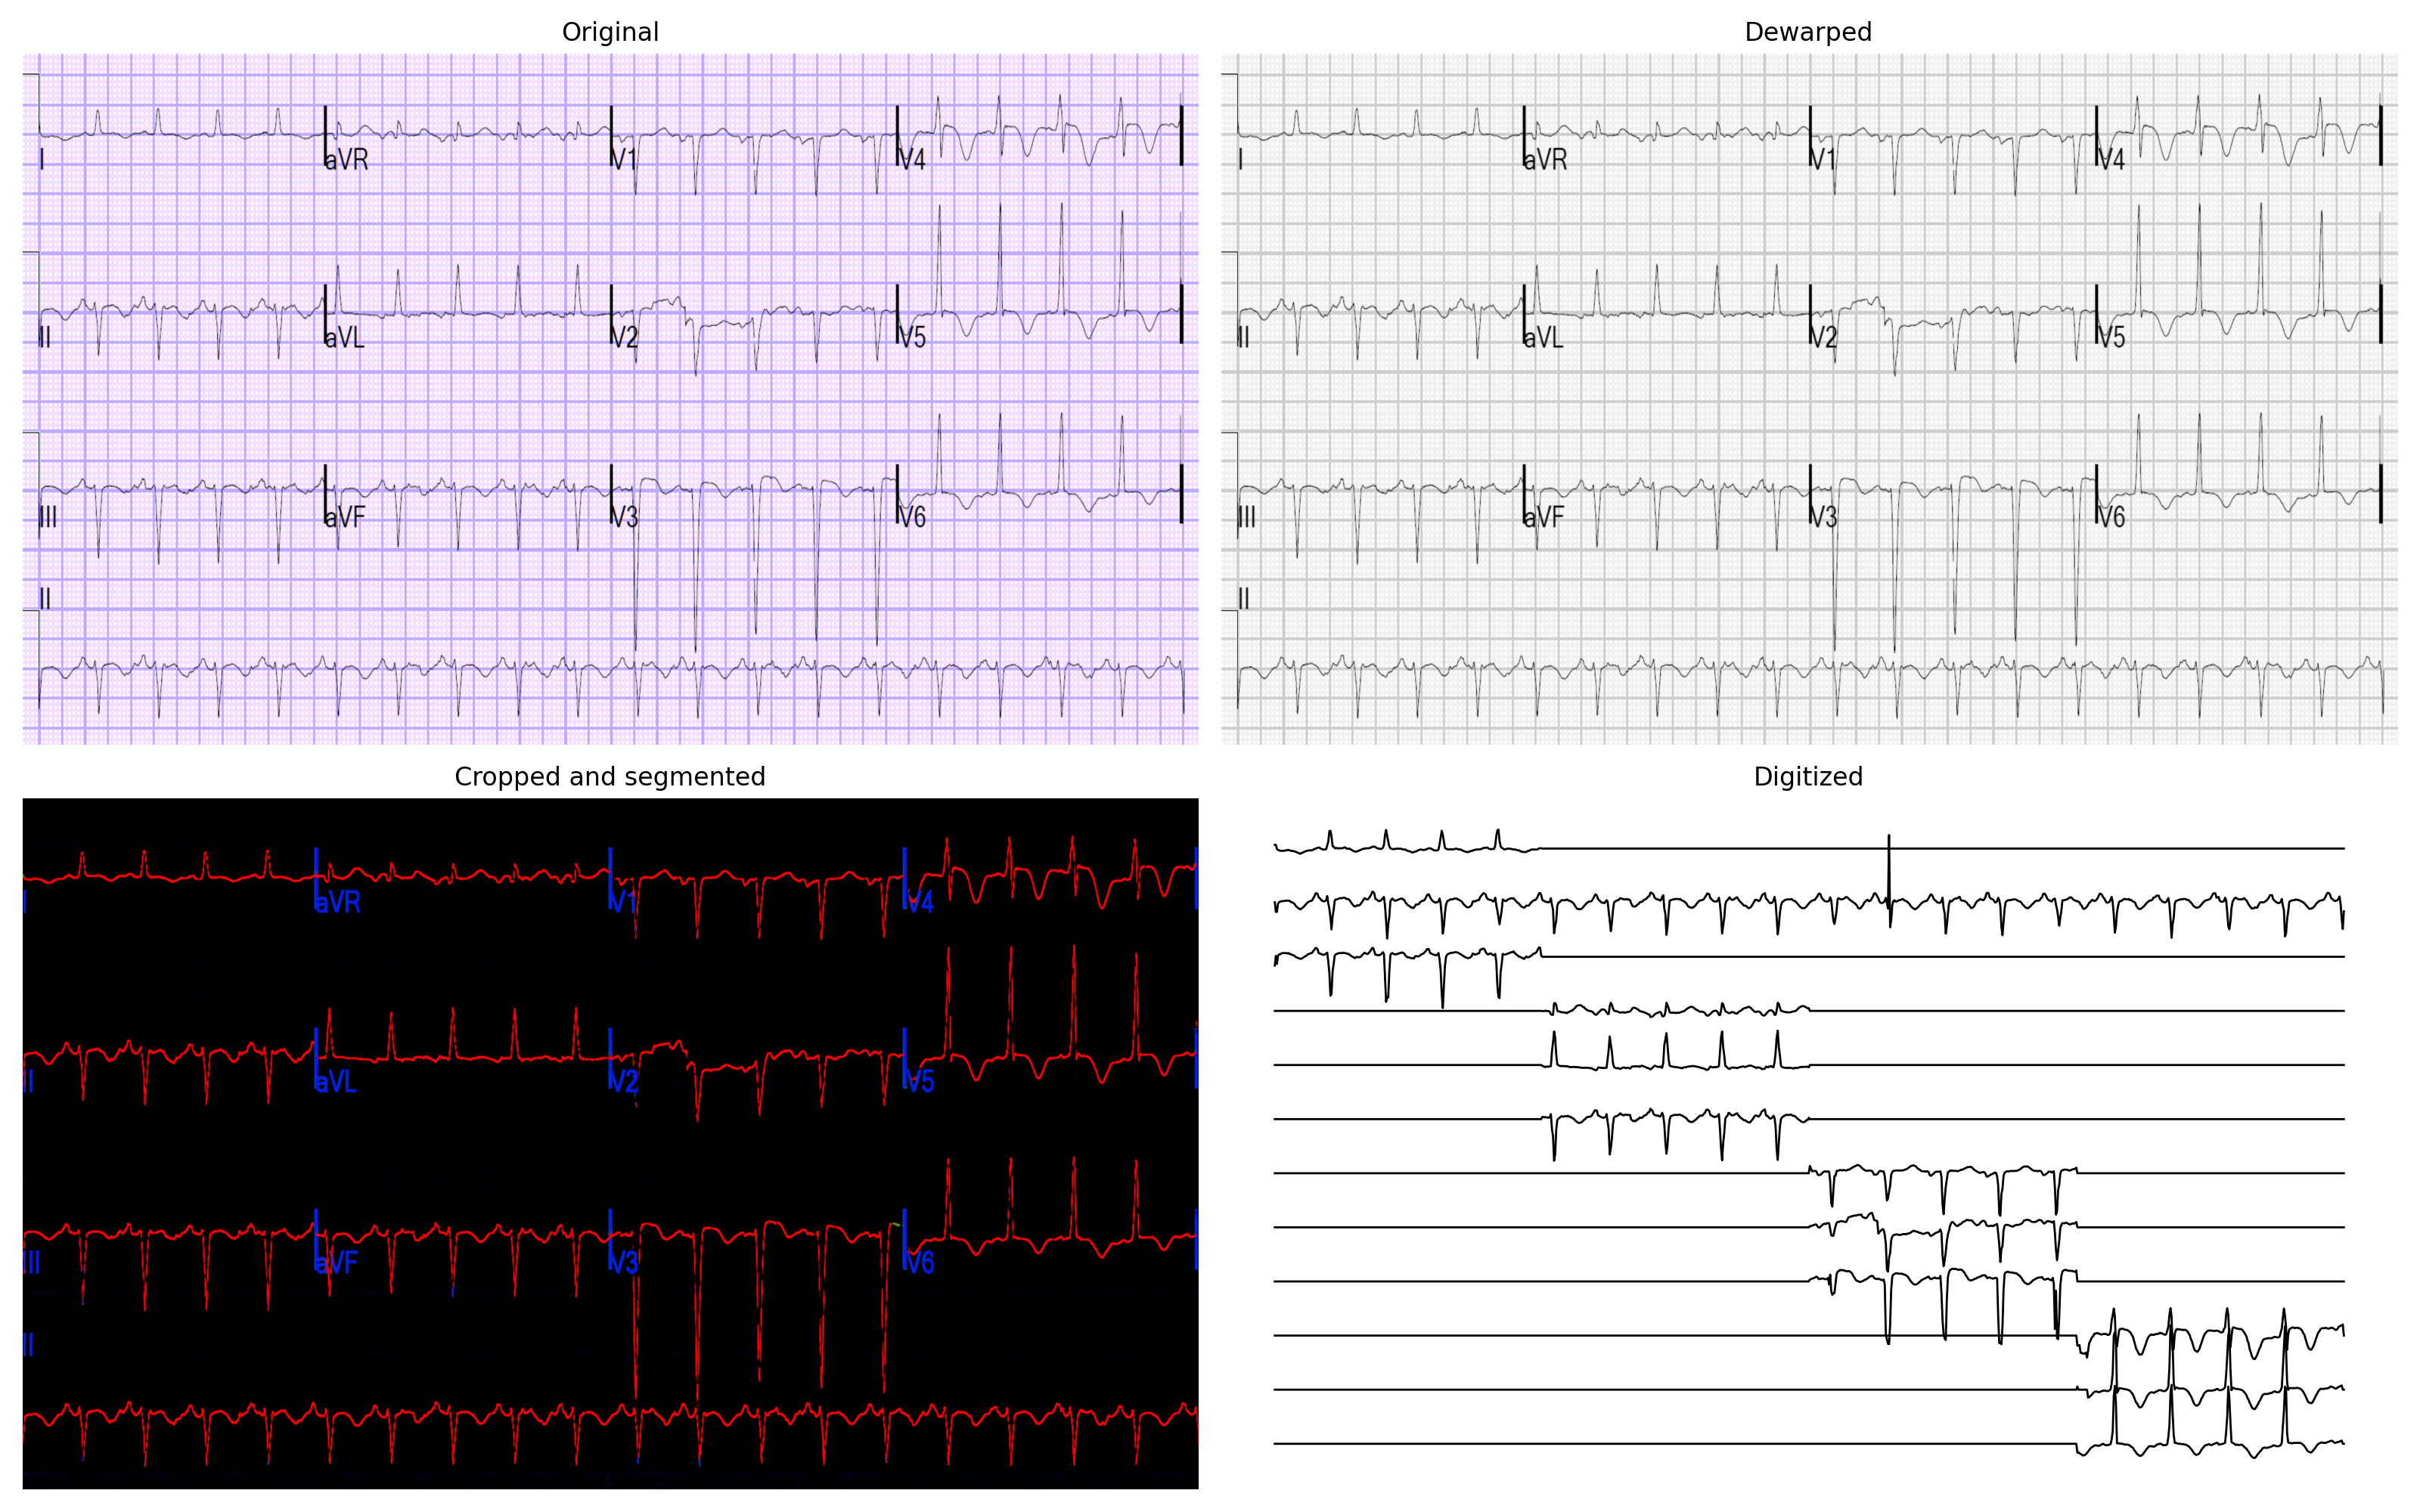 Original
I aVR V1 V4
II aVL V2 V5
III aVF V3 V6
II
Dewarped
I aVR V1 V4
II aVL V2 V5
III aVF V3 V6
II
Cropped and segmented
I aVR V1 V4
II aVL V2 V5
III aVF V3 V6
II
Digitized